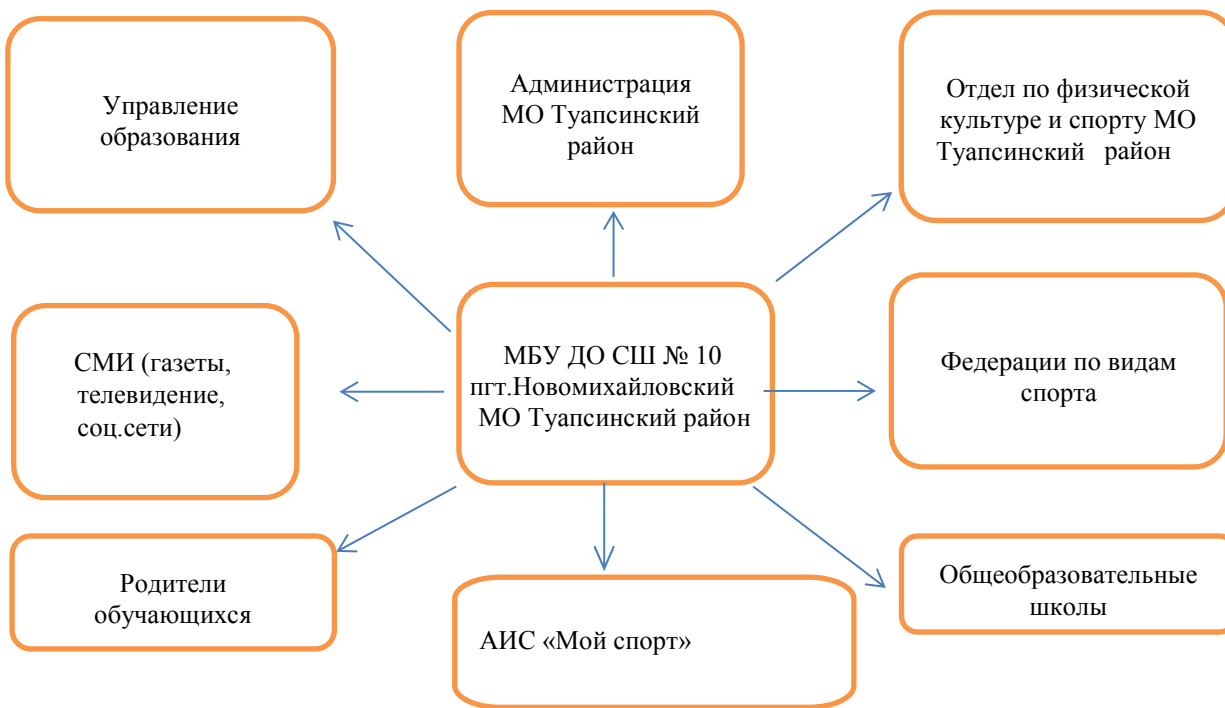 Управление
образования
Администрация
МО Туапсинский
район
Отдел по физической
культуре и спорту МО
Туапсинский район
СМИ (газеты,
телевидение,
соц.сети)
МБУ ДО СШ № 10
пгт.Новомихайловский
МО Туапсинский район
Федерации по видам
спорта
Родители
обучающихся
АИС «Мой спорт»
Общеобразовательные
школы